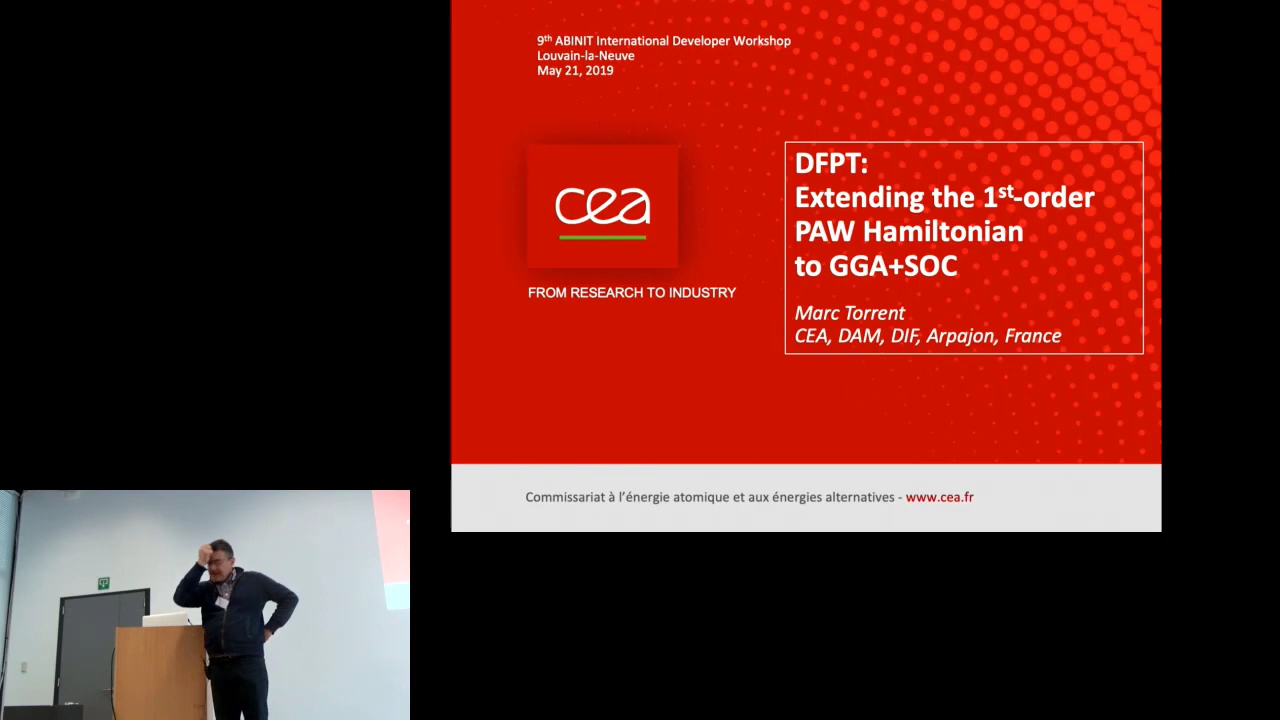 9th ABINIT International Developer Workshop
Louvain-la-Neuve
May 21, 2019
cea
FROM RESEARCH TO INDUSTRY
DFPT:
Extending the 1st-order
PAW Hamiltonian
to GGA+SOC
Marc Torrent
CEA, DAM, DIF, Arpajon, France
Commissariat à l'énergie atomique et aux énergies alternatives - www.cea.fr